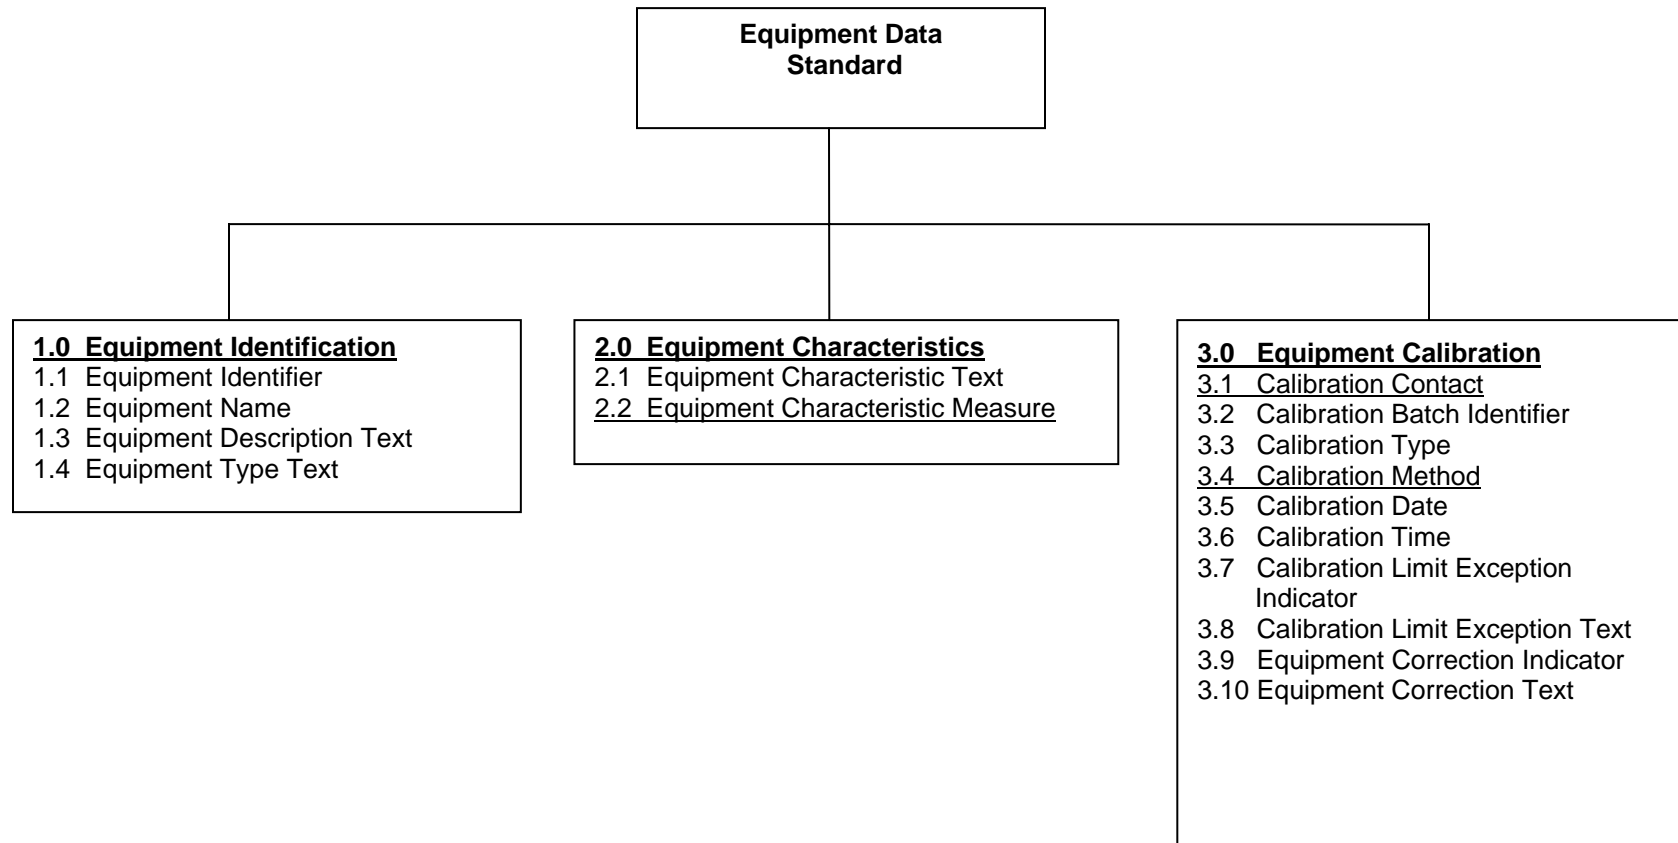 Equipment Data
Standard
1.0 Equipment Identification
1.1 Equipment Identifier
1.2 Equipment Name
1.3 Equipment Description Text
1.4 Equipment Type Text
2.0 Equipment Characteristics
2.1 Equipment Characteristic Text
2.2 Equipment Characteristic Measure
3.0 Equipment Calibration
3.1 Calibration Contact
3.2 Calibration Batch Identifier
3.3 Calibration Type
3.4 Calibration Method
3.5 Calibration Date
3.6 Calibration Time
3.7 Calibration Limit Exception
Indicator
3.8 Calibration Limit Exception Text
3.9 Equipment Correction Indicator
3.10 Equipment Correction Text